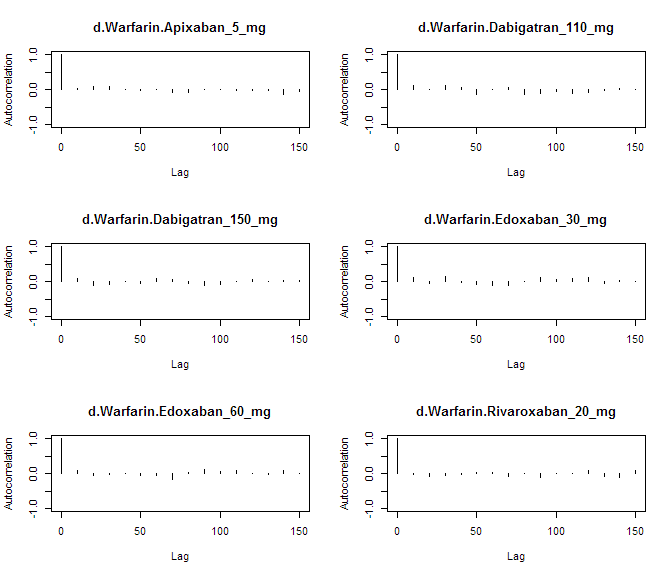 d.Warfarin.Apixaban_5_mg
Autocorrelation
1.0
0.0
-1.0
0 50 100 150
Lag
d.Warfarin.Dabigatran_110_mg
Autocorrelation
1.0
0.0
-1.0
0 50 100 150
Lag
d.Warfarin.Dabigatran_150_mg
Autocorrelation
1.0
0.0
-1.0
0 50 100 150
Lag
d.Warfarin.Edoxaban_30_mg
Autocorrelation
1.0
0.0
-1.0
0 50 100 150
Lag
d.Warfarin.Edoxaban_60_mg
Autocorrelation
1.0
0.0
-1.0
0 50 100 150
Lag
d.Warfarin.Rivaroxaban_20_mg
Autocorrelation
1.0
0.0
-1.0
0 50 100 150
Lag